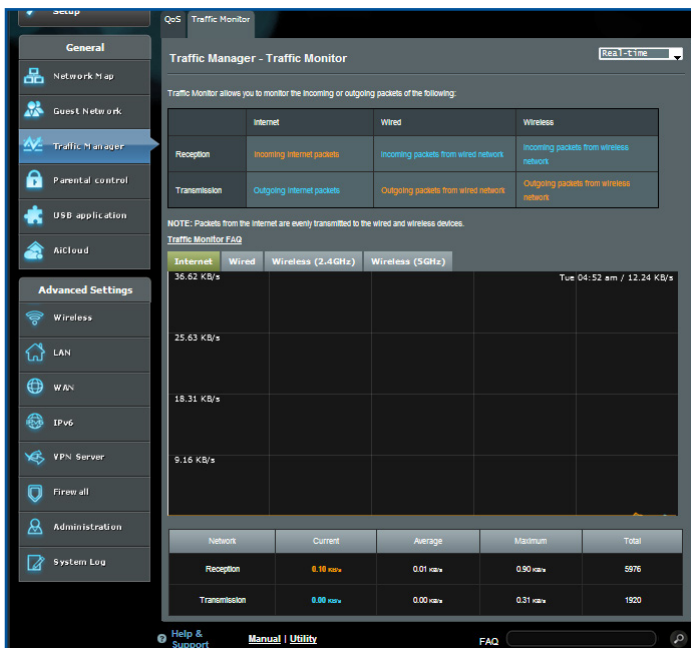 Setup
QoS Traffic Monitor
General
Network Map
Guest Network
Traffic Manager
Parental control
USB application
AiCloud
Advanced Settings
Wireless
LAN
WAN
IPv6
VPN Server
Firewall
Administration
System Log
Traffic Manager - Traffic Monitor
Real-time
Traffic Monitor allows you to monitor the incoming or outgoing packets of the following:
Internet Wired Wireless
Reception Incoming Internet packets Incoming packets from wired network Incoming packets from wireless
network
Transmission Outgoing Internet packets Outgoing packets from wired network Outgoing packets from wireless
network
NOTE: Packets from the Internet are evenly transmitted to the wired and wireless devices.
Traffic Monitor FAQ
Internet Wired Wireless (2.4GHz) Wireless (5GHz)
36.62 KB/s Tue 04:52 am / 12.24 KB/s
25.63 KB/s
18.31 KB/s
9.16 KB/s
Network Current Average Maximum Total
Reception 0.10 KB/s 0.01 KB/s 0.90 KB/s 5976
Transmission 0.00 KB/s 0.00 KB/s 0.31 KB/s 1920
Help &
Support
Manual | Utility
FAQ